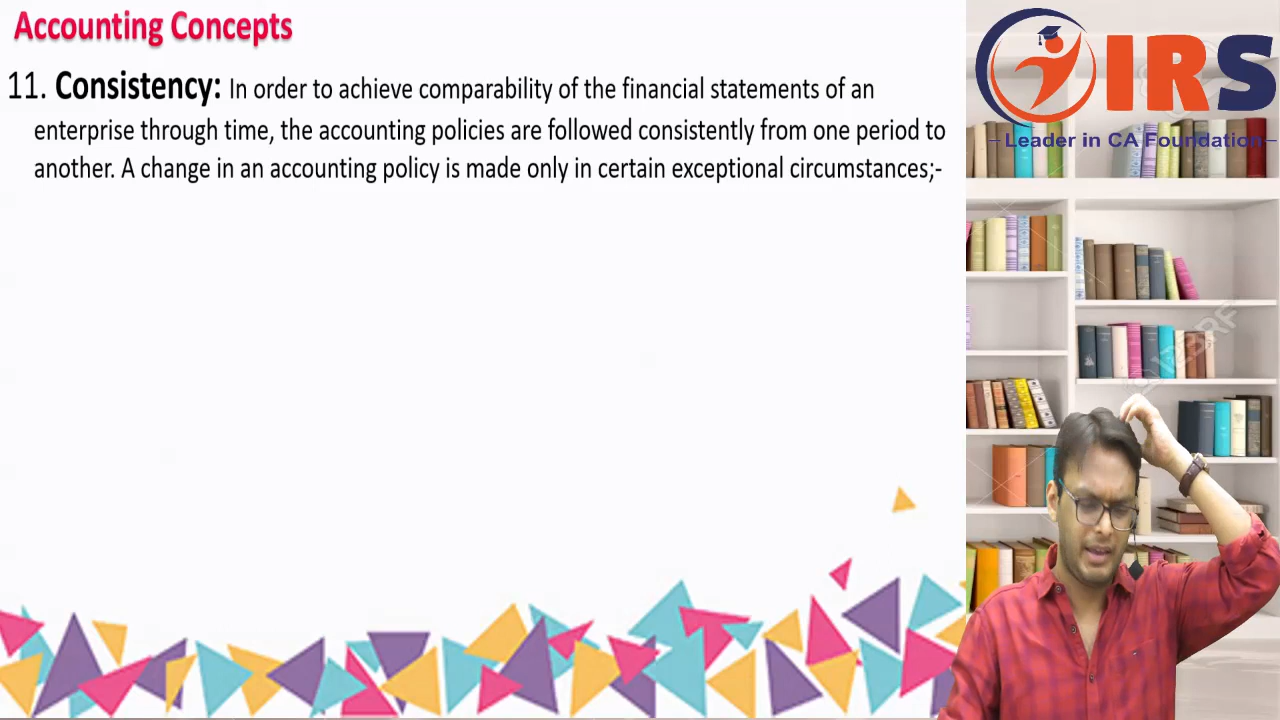 Accounting Concepts
11. Consistency: In order to achieve comparability of the financial statements of an
enterprise through time, the accounting policies are followed consistently from one period to
another. A change in an accounting policy is made only in certain exceptional circumstances;-
IRS
-Leader in CA Foundation-
123RF